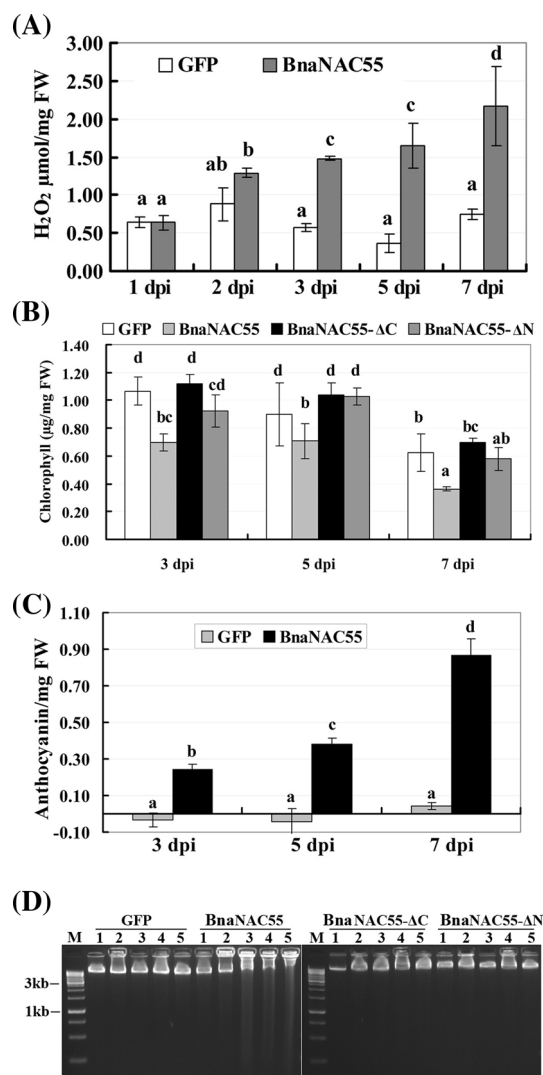 (A)
H₂O₂ μmol/mg FW
3.00
2.50
2.00
1.50
1.00
0.50
0.00
GFP BnaNAC55
a a ab b a c a c a d
1 dpi 2 dpi 3 dpi 5 dpi 7 dpi
(B)
GFP BnaNAC55 BnaNAC55-ΔC BnaNAC55-ΔN
Chlorophyll (μg/mg FW)
1.40
1.20
1.00
0.80
0.60
0.40
0.20
0.00
d bc d cd d b d d b a bc ab
3 dpi 5 dpi 7 dpi
(C)
Anthocyanin/mg FW
1.10
0.90
0.70
0.50
0.30
0.10
-0.10
GFP BnaNAC55
a b a c a d
3 dpi 5 dpi 7 dpi
(D)
GFP BnaNAC55 BnaNAC55-ΔC BnaNAC55-ΔN
M 1 2 3 4 5 1 2 3 4 5 M 1 2 3 4 5 1 2 3 4 5
3kb
1kb